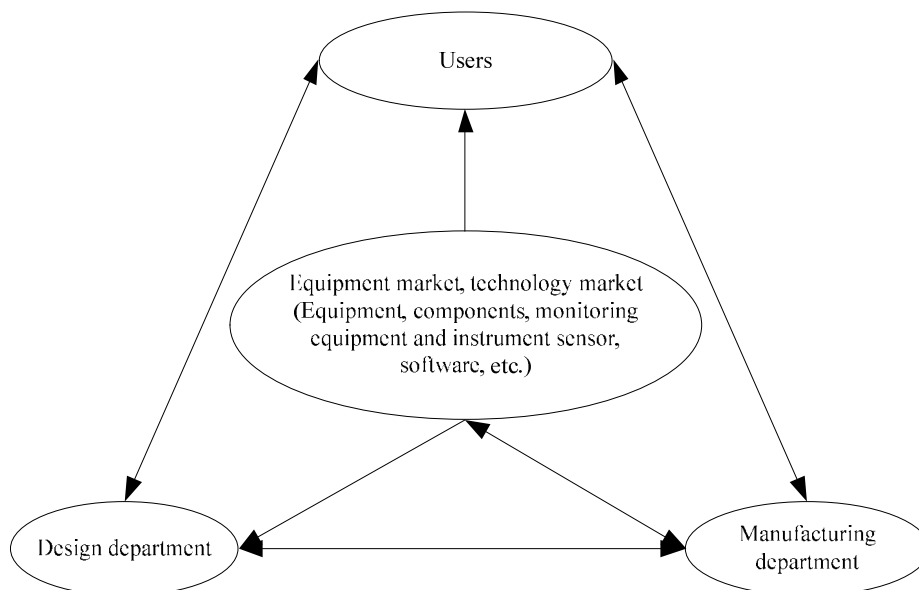 Users
Equipment market, technology market
(Equipment, components, monitoring
equipment and instrument sensor,
software, etc.)
Design department
Manufacturing
department